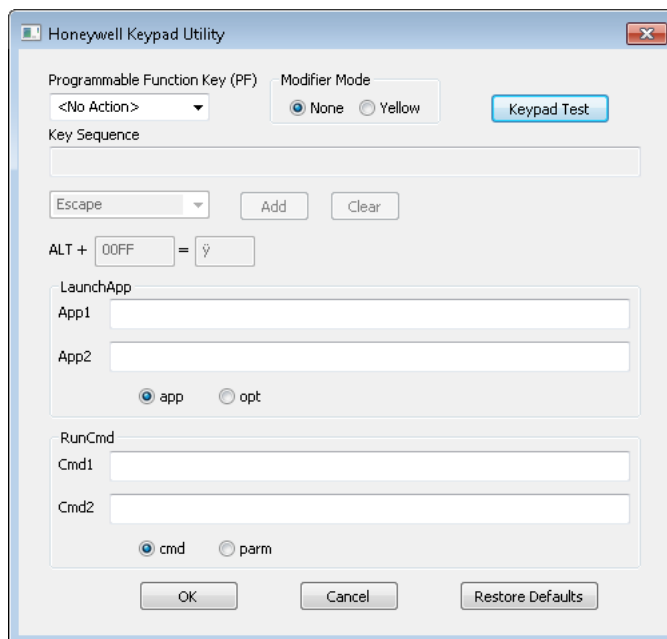 Honeywell Keypad Utility
Programmable Function Key (PF)
Modifier Mode
<No Action>
None Yellow
Keypad Test
Key Sequence
Escape Add Clear
ALT + 00FF = ÿ
LaunchApp
App1
App2
app opt
RunCmd
Cmd1
Cmd2
cmd parm
OK Cancel Restore Defaults